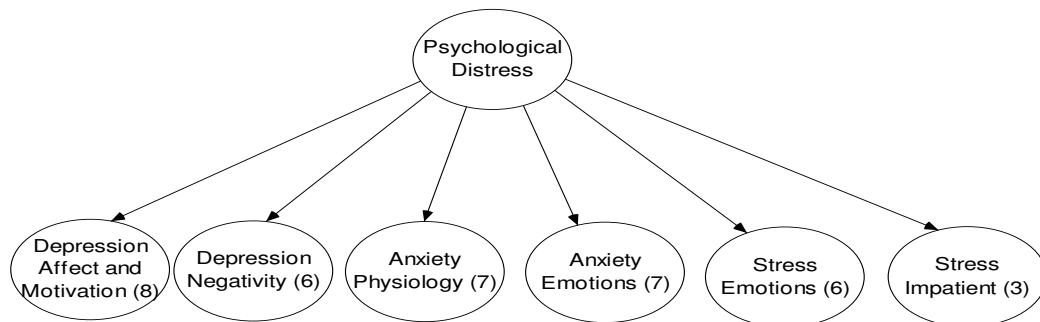 Psychological
Distress
Depression
Affect and
Motivation (8)
Depression
Negativity (6)
Anxiety
Physiology (7)
Anxiety
Emotions (7)
Stress
Emotions (6)
Stress
Impatient (3)